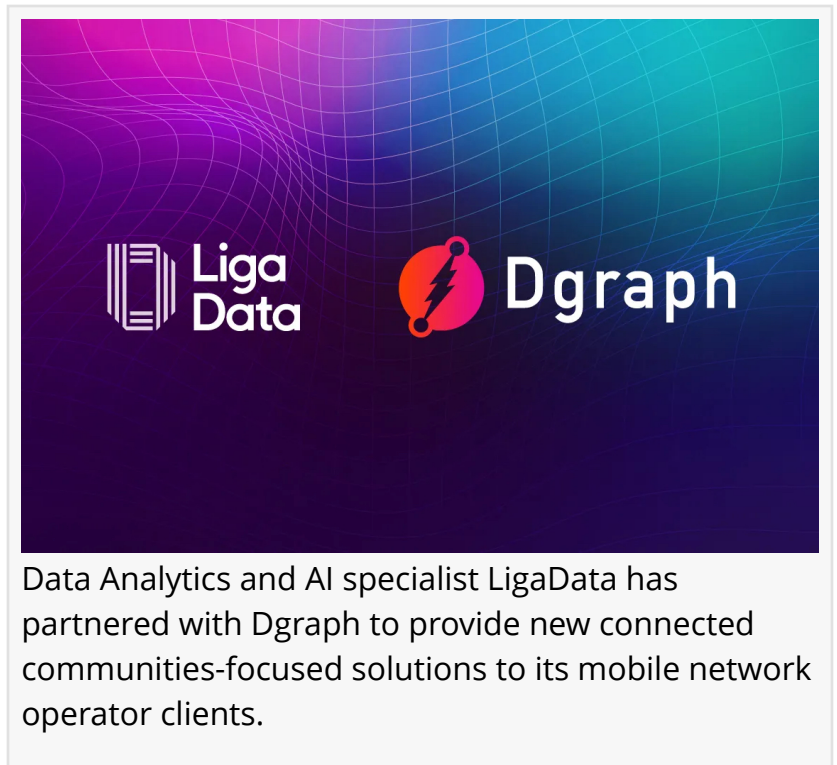 Liga
Data
Dgraph
Data Analytics and AI specialist LigaData has
partnered with Dgraph to provide new connected
communities-focused solutions to its mobile network
operator clients.